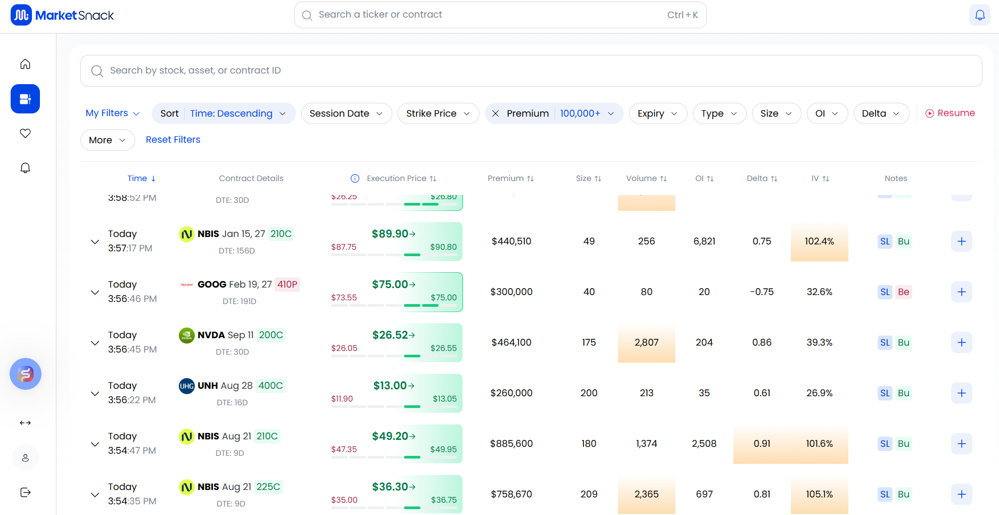 MarketSnack
Search a ticker or contract Ctrl + K
Search by stock, asset, or contract ID
My Filters Sort Time: Descending Session Date Strike Price Premium 100,000+ Expiry Type Size OI Delta Resume
More Reset Filters
Time Contract Details Execution Price Premium Size Volume OI Delta IV Notes
3:58:52 PM DTE: 30D $26.25 $26.80
Today NBIS Jan 15, 27 210C $89.90 $440,510 49 256 6,821 0.75 102.4% SL Bu
3:57:17 PM DTE: 156D $87.75 $90.80
Today Alphabet GOOG Feb 19, 27 410P $75.00 $300,000 40 80 20 -0.75 32.6% SL Be
3:56:46 PM DTE: 191D $73.55 $75.00
Today NVIDIA NVDA Sep 11 200C $26.52 $464,100 175 2,807 204 0.86 39.3% SL Bu
3:56:45 PM DTE: 30D $26.05 $26.55
Today UHG UNH Aug 28 400C $13.00 $260,000 200 213 35 0.61 26.9% SL Bu
3:56:22 PM DTE: 16D $11.90 $13.05
Today NBIS Aug 21 210C $49.20 $885,600 180 1,374 2,508 0.91 101.6% SL Bu
3:54:47 PM DTE: 9D $47.35 $49.95
Today NBIS Aug 21 225C $36.30 $758,670 209 2,365 697 0.81 105.1% SL Bu
3:54:35 PM DTE: 9D $35.00 $36.75